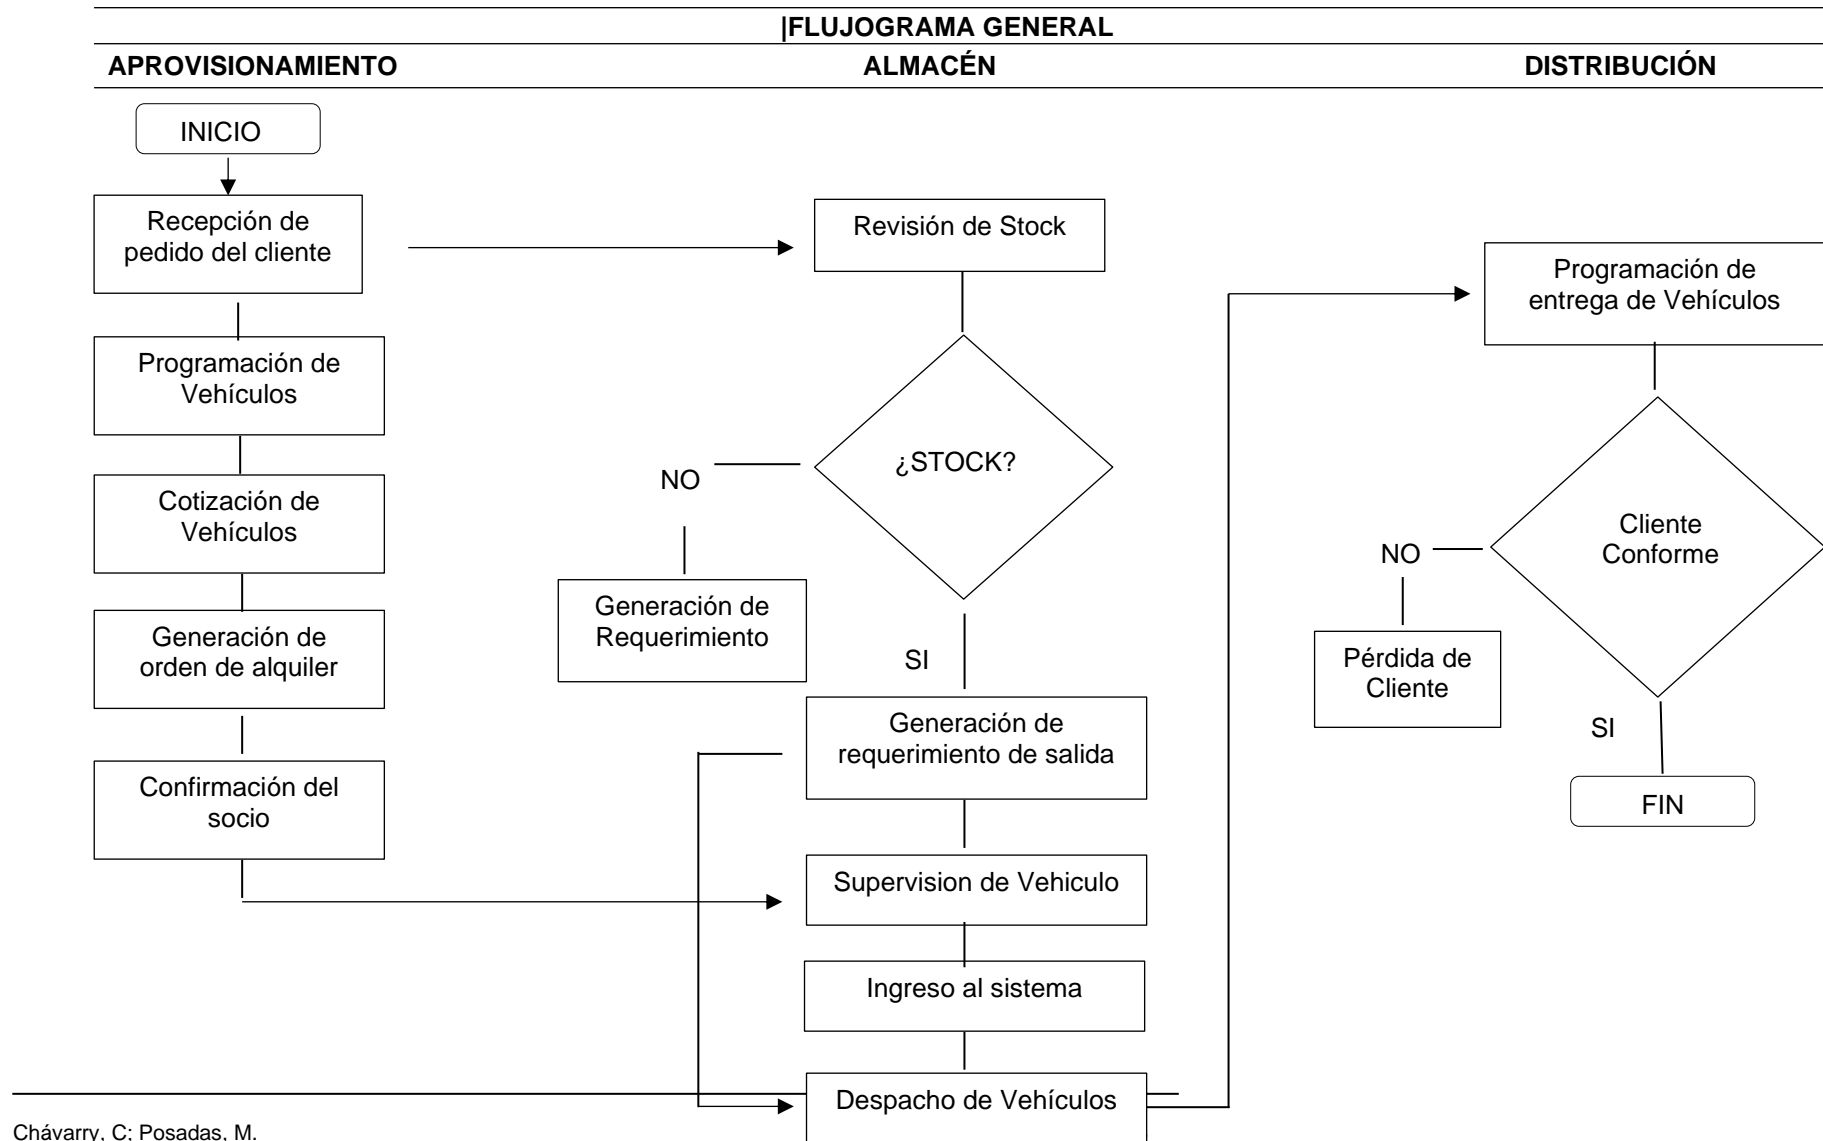 |FLUJOGRAMA GENERAL
APROVISIONAMIENTO
ALMACÉN
DISTRIBUCIÓN
INICIO
Recepción de
pedido del cliente
Programación de
Vehículos
Cotización de
Vehículos
Generación de
orden de alquiler
Confirmación del
socio
Revisión de Stock
¿STOCK?
NO
Generación de
Requerimiento
SI
Generación de
requerimiento de salida
Supervision de Vehiculo
Ingreso al sistema
Despacho de Vehículos
Programación de
entrega de Vehículos
Cliente
Conforme
NO
Pérdida de
Cliente
SI
FIN
Chávarry, C; Posadas, M.